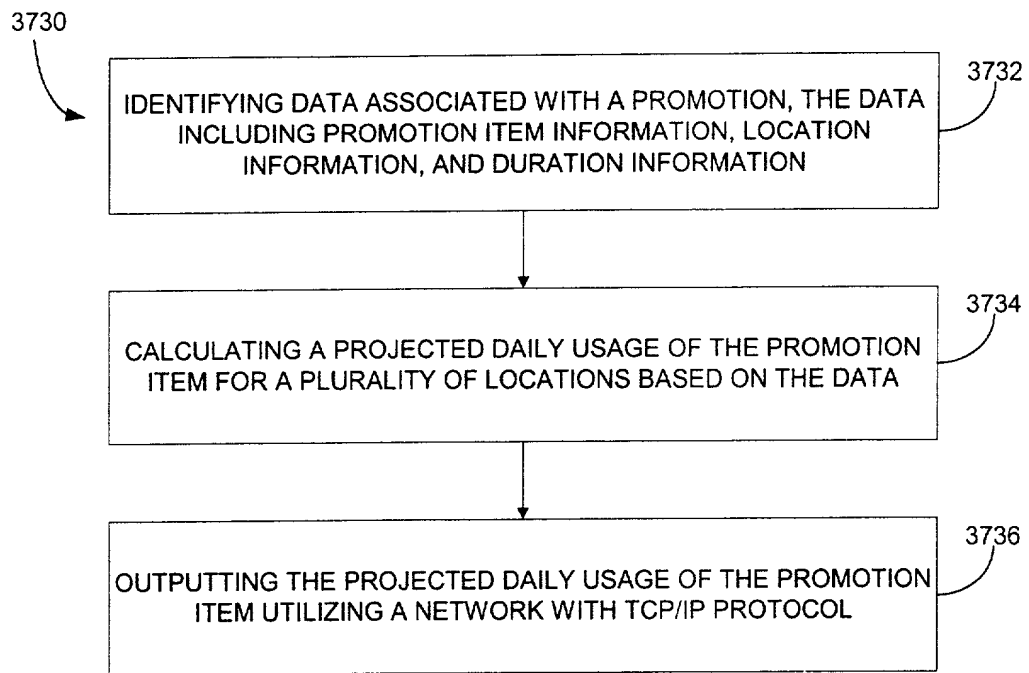 3730
3732
IDENTIFYING DATA ASSOCIATED WITH A PROMOTION, THE DATA
INCLUDING PROMOTION ITEM INFORMATION, LOCATION
INFORMATION, AND DURATION INFORMATION
3734
CALCULATING A PROJECTED DAILY USAGE OF THE PROMOTION
ITEM FOR A PLURALITY OF LOCATIONS BASED ON THE DATA
3736
OUTPUTTING THE PROJECTED DAILY USAGE OF THE PROMOTION
ITEM UTILIZING A NETWORK WITH TCP/IP PROTOCOL